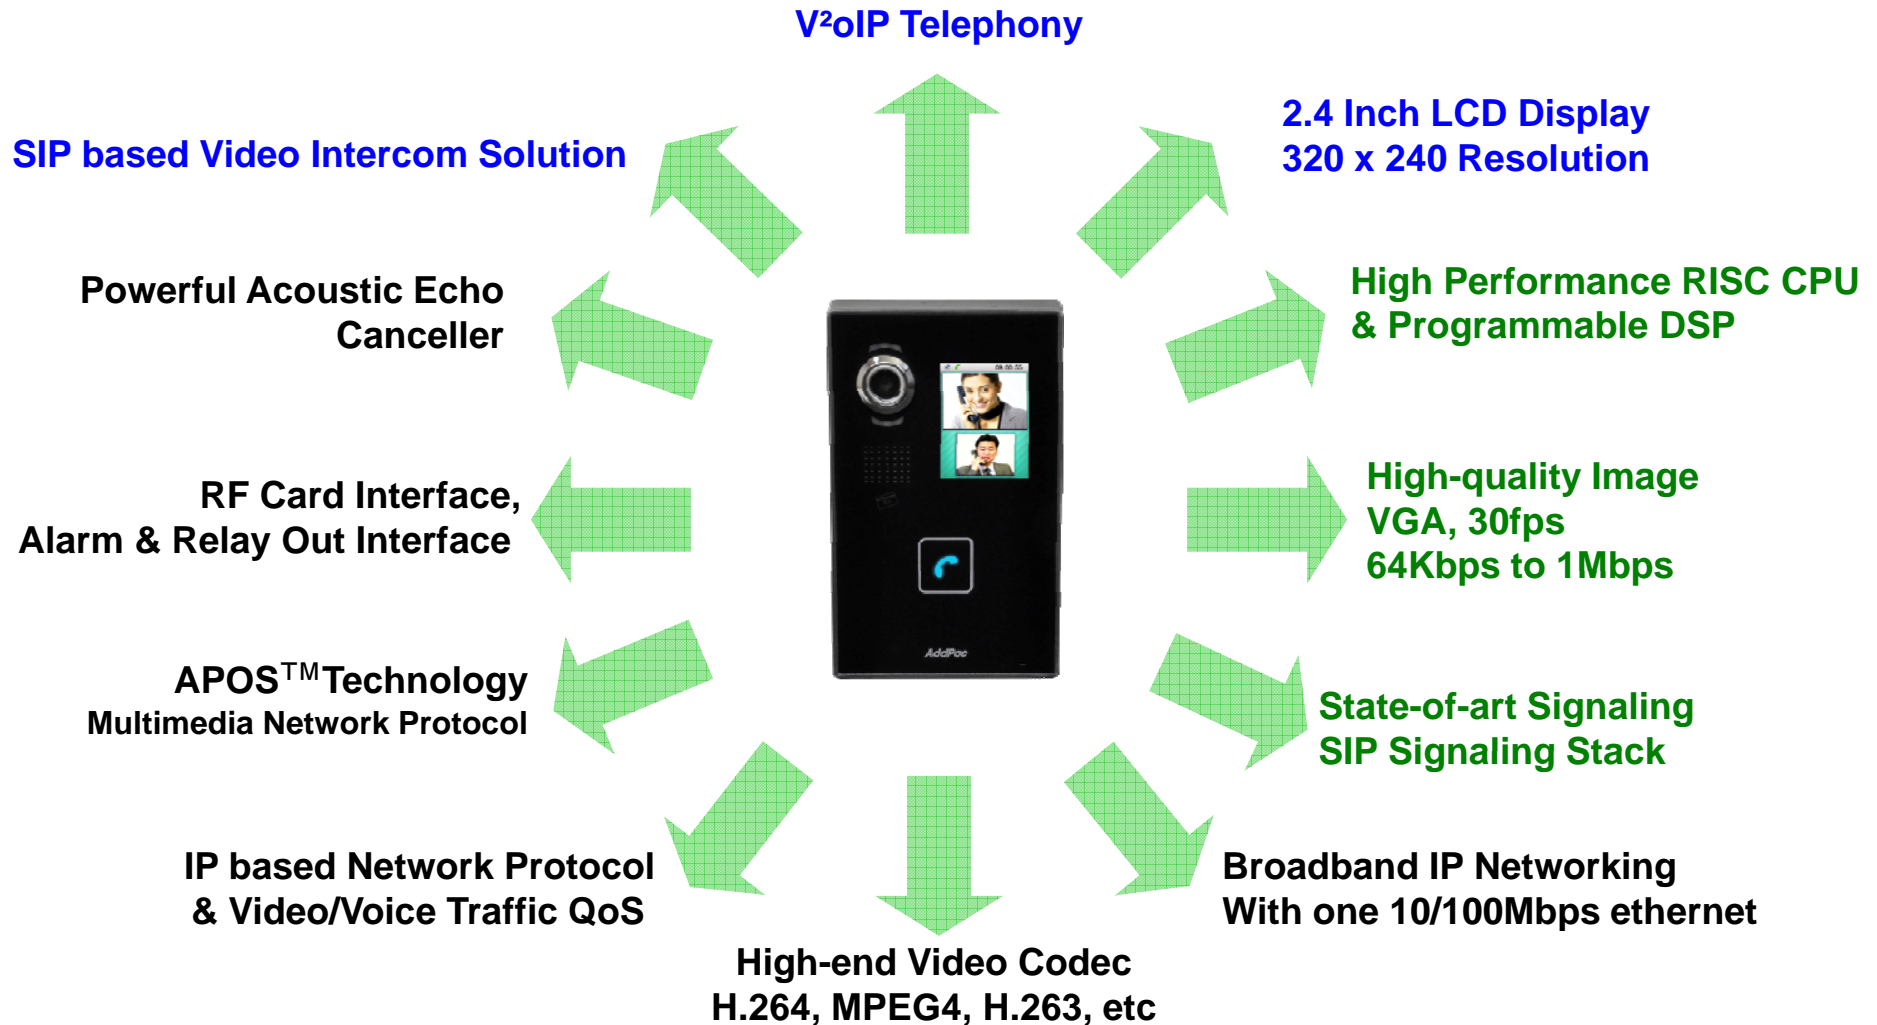 V²oIP Telephony
SIP based Video Intercom Solution
2.4 Inch LCD Display
320 x 240 Resolution
Powerful Acoustic Echo
Canceller
High Performance RISC CPU
& Programmable DSP
RF Card Interface,
Alarm & Relay Out Interface
High-quality Image
VGA, 30fps
64Kbps to 1Mbps
AddPac
APOS™Technology
Multimedia Network Protocol
State-of-art Signaling
SIP Signaling Stack
IP based Network Protocol
& Video/Voice Traffic QoS
Broadband IP Networking
With one 10/100Mbps ethernet
High-end Video Codec
H.264, MPEG4, H.263, etc